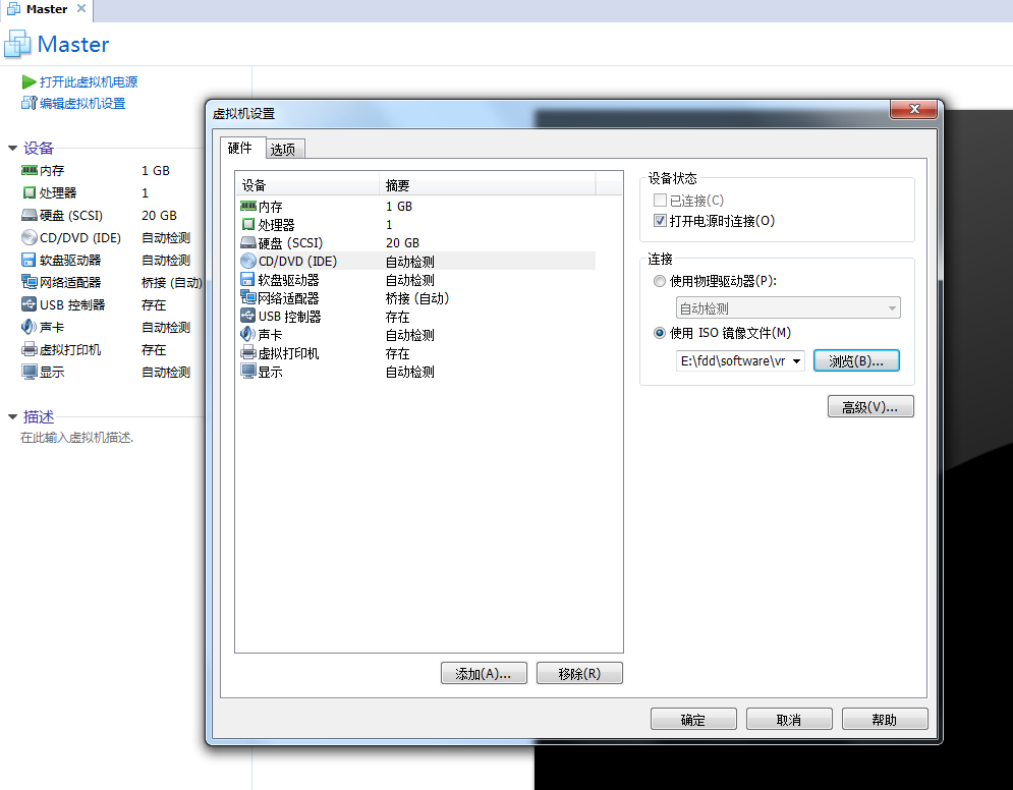 Master
Master
打开此虚拟机电源
编辑虚拟机设置
设备
内存 1 GB
处理器 1
硬盘 (SCSI) 20 GB
CD/DVD (IDE) 自动检测
软盘驱动器 自动检测
网络适配器 桥接 (自动)
USB 控制器 存在
声卡 自动检测
虚拟打印机 存在
显示 自动检测
描述
在此输入虚拟机描述.
虚拟机设置
硬件 选项
设备 摘要
内存 1 GB
处理器 1
硬盘 (SCSI) 20 GB
CD/DVD (IDE) 自动检测
软盘驱动器 自动检测
网络适配器 桥接 (自动)
USB 控制器 存在
声卡 自动检测
虚拟打印机 存在
显示 自动检测
添加(A)... 移除(R)
设备状态
已连接(C)
打开电源时连接(O)
连接
使用物理驱动器(P):
自动检测
使用 ISO 镜像文件(M)
E:\fdd\software\vr 浏览(B)...
高级(V)...
确定 取消 帮助